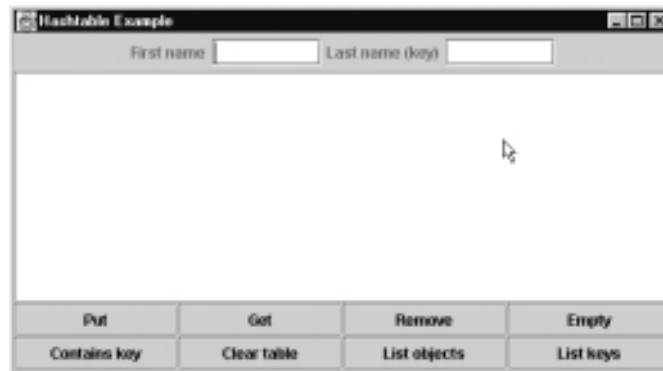 Hashtable Example
First name Last name (key)
Put Get Remove Empty
Contains key Clear table List objects List keys